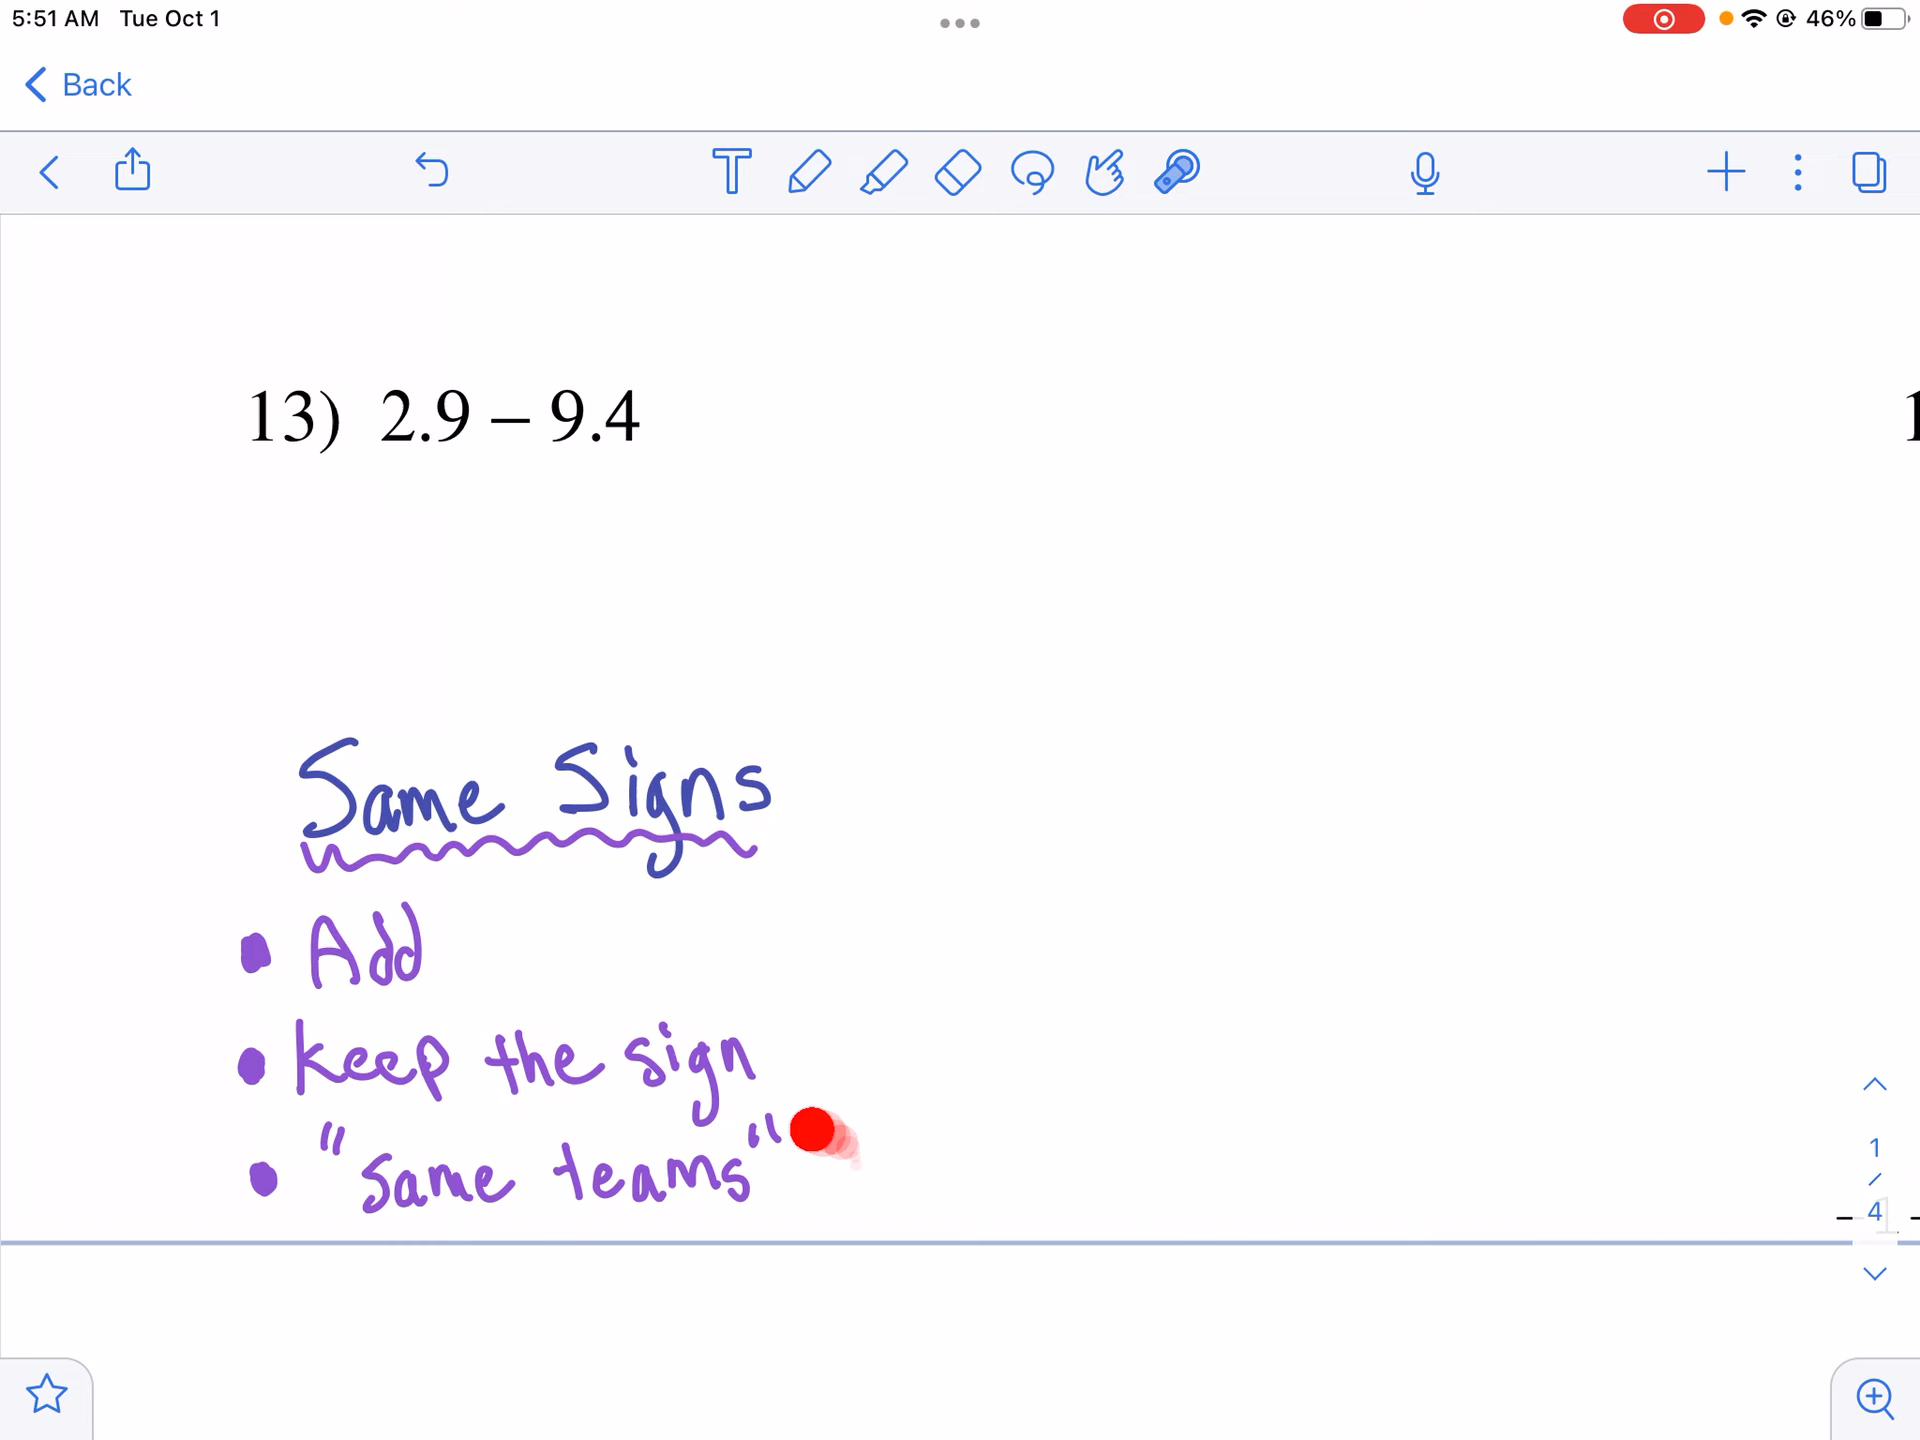 5:51 AM Tue Oct 1
46%
Back
13) 2.9 – 9.4
Same Signs
• Add
• Keep the sign
• "Same teams"
1
/
4